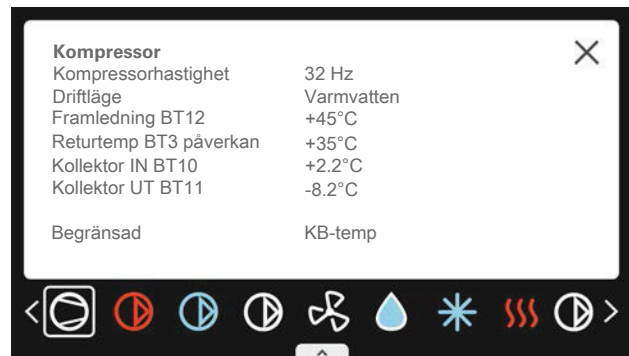 Kompressor
Kompressorhastighet 32 Hz
Driftläge Varmvatten
Framledning BT12 +45°C
Returtemp BT3 påverkan +35°C
Kollektor IN BT10 +2.2°C
Kollektor UT BT11 -8.2°C
Begränsad KB-temp